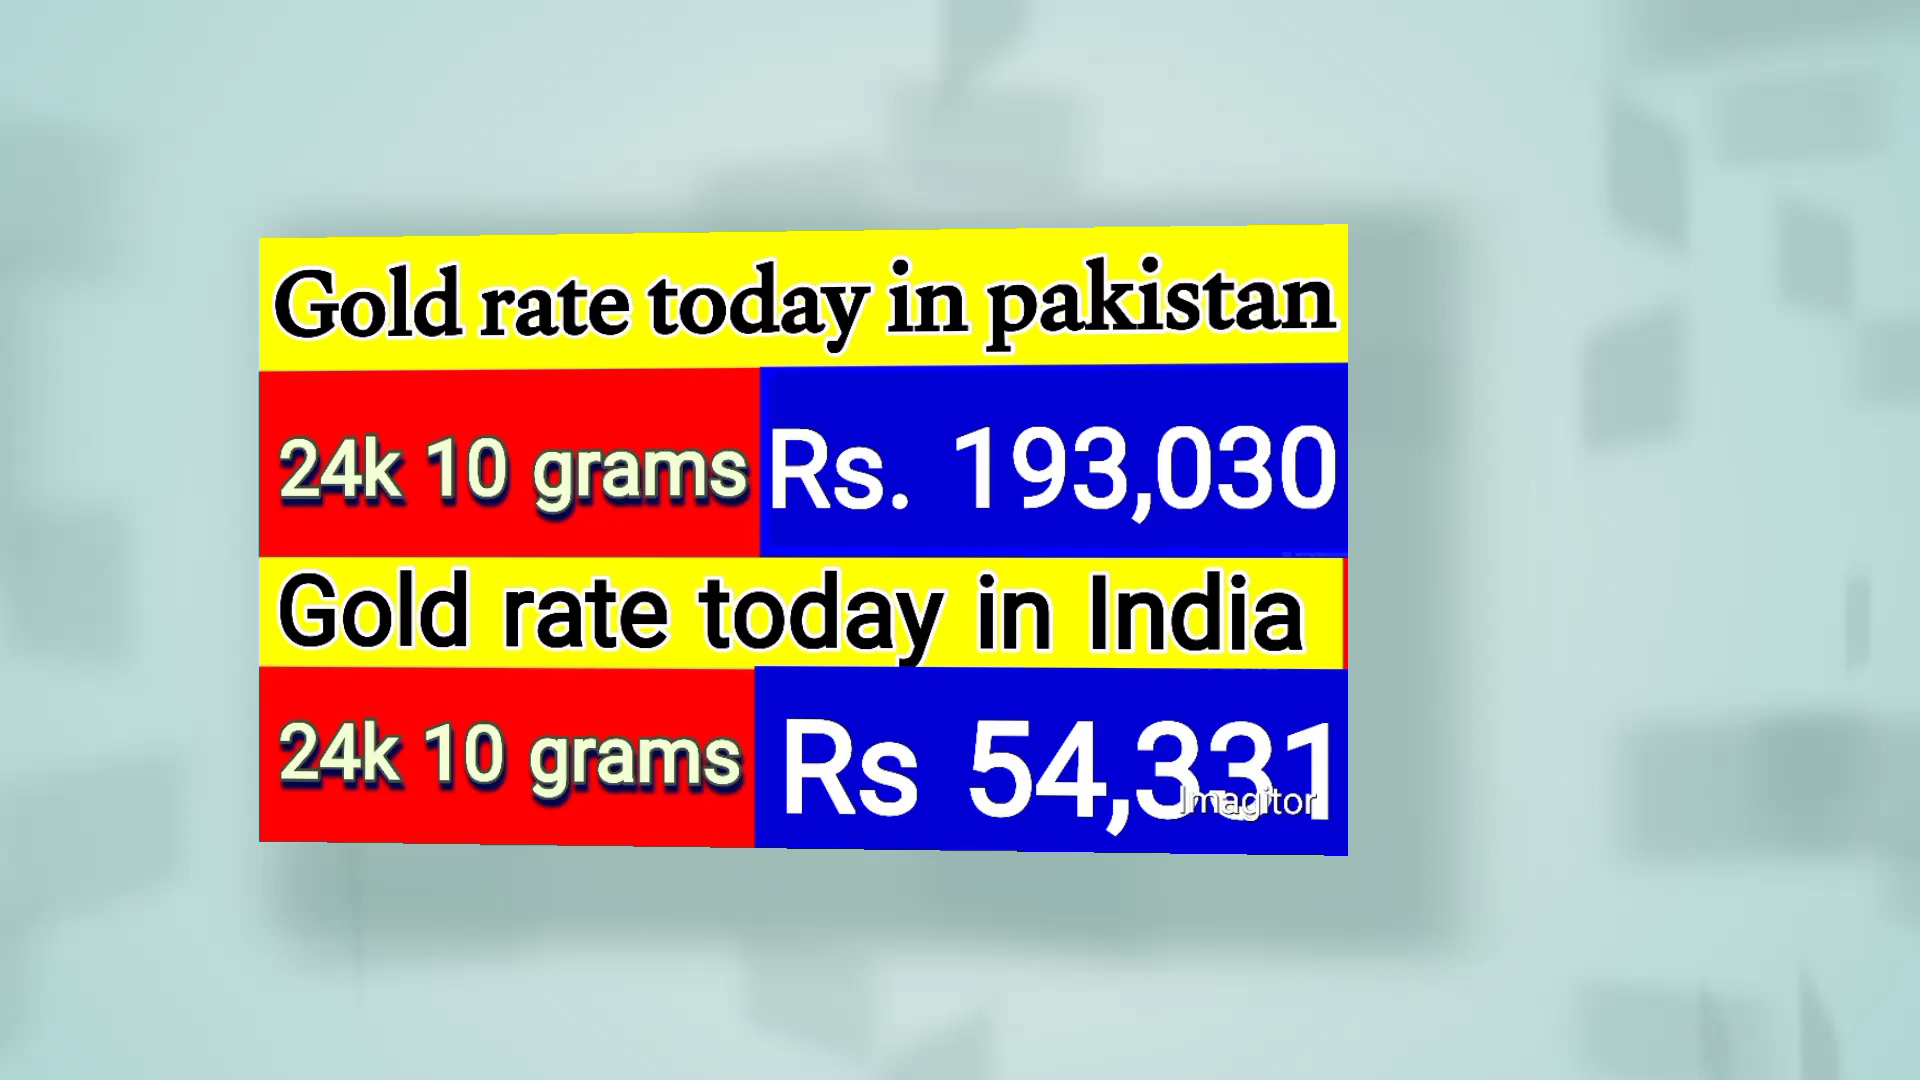 Gold rate today in pakistan
24k 10 grams Rs. 193,030
Gold rate today in India
24k 10 grams Rs 54,331
Imagitor